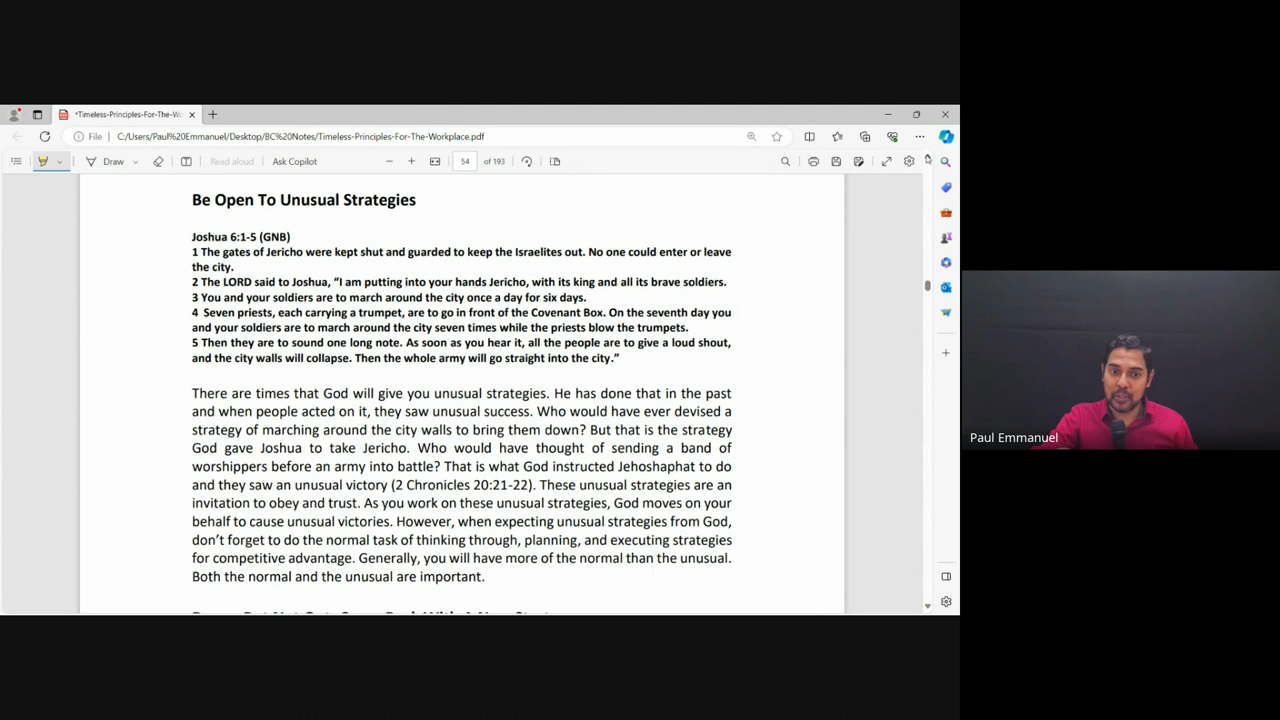 *Timeless-Principles-For-The-Wo
File
C:/Users/Paul%20Emmanuel/Desktop/BC%20Notes/Timeless-Principles-For-The-Workplace.pdf
Draw
Read aloud
Ask Copilot
54 of 193
Be Open To Unusual Strategies
Joshua 6:1-5 (GNB)
1 The gates of Jericho were kept shut and guarded to keep the Israelites out. No one could enter or leave
the city.
2 The LORD said to Joshua, “I am putting into your hands Jericho, with its king and all its brave soldiers.
3 You and your soldiers are to march around the city once a day for six days.
4 Seven priests, each carrying a trumpet, are to go in front of the Covenant Box. On the seventh day you
and your soldiers are to march around the city seven times while the priests blow the trumpets.
5 Then they are to sound one long note. As soon as you hear it, all the people are to give a loud shout,
and the city walls will collapse. Then the whole army will go straight into the city.”
There are times that God will give you unusual strategies. He has done that in the past
and when people acted on it, they saw unusual success. Who would have ever devised a
strategy of marching around the city walls to bring them down? But that is the strategy
God gave Joshua to take Jericho. Who would have thought of sending a band of
worshippers before an army into battle? That is what God instructed Jehoshaphat to do
and they saw an unusual victory (2 Chronicles 20:21-22). These unusual strategies are an
invitation to obey and trust. As you work on these unusual strategies, God moves on your
behalf to cause unusual victories. However, when expecting unusual strategies from God,
don’t forget to do the normal task of thinking through, planning, and executing strategies
for competitive advantage. Generally, you will have more of the normal than the unusual.
Both the normal and the unusual are important.
Paul Emmanuel